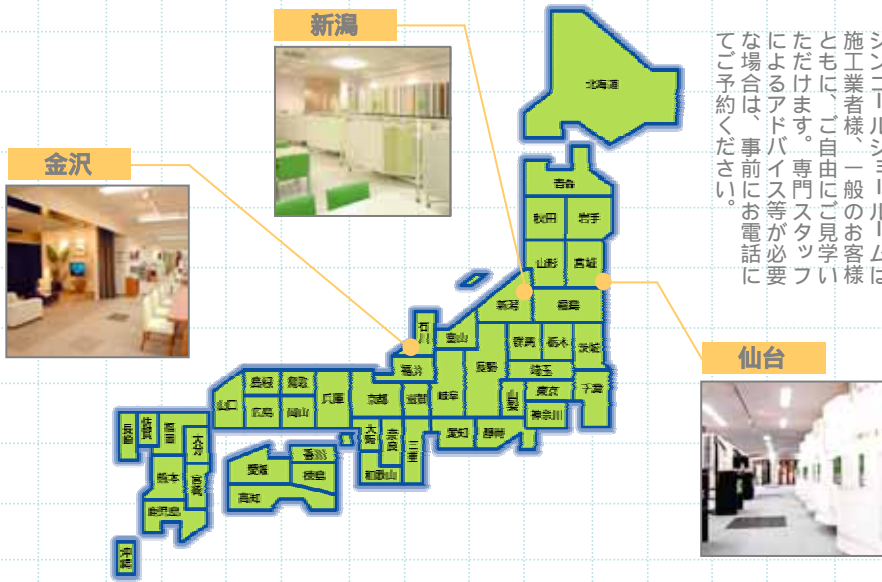 シンコールショールームは
施工業者様、一般のお客様
ともに、ご自由にご見学い
ただけます。専門スタッフ
によるアドバイス等が必要
な場合は、事前にお電話に
てご予約ください。
新潟
金沢
仙台
北海道
青森
秋田
岩手
山形
宮城
新潟
福島
石川
富山
群馬
栃木
茨城
長野
福井
埼玉
島根
鳥取
兵庫
京都
滋賀
岐阜
山梨
東京
千葉
山口
広島
岡山
神奈川
長崎
佐賀
福岡
大分
大阪
奈良
三重
愛知
静岡
香川
愛媛
徳島
熊本
宮崎
和歌山
高知
鹿児島
沖縄